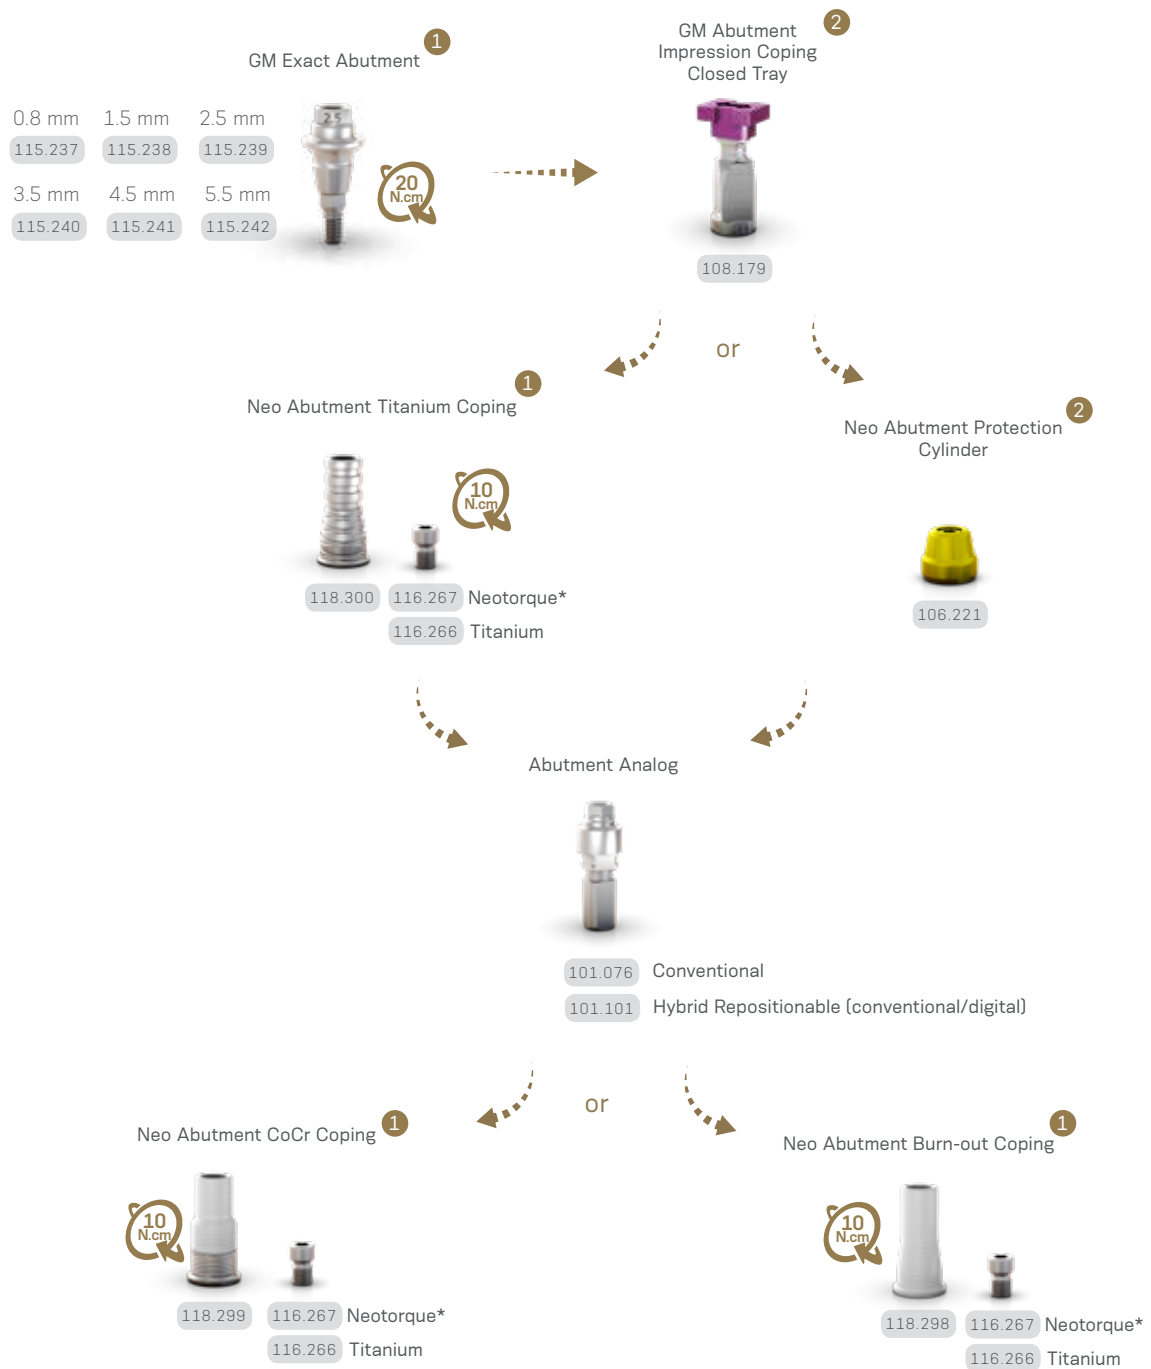 1
GM Exact Abutment
2
GM Abutment
Impression Coping
Closed Tray
0.8 mm 1.5 mm 2.5 mm
115.237 115.238 115.239
3.5 mm 4.5 mm 5.5 mm
115.240 115.241 115.242
2.5
20
N.cm
108.179
or
1
Neo Abutment Titanium Coping
2
Neo Abutment Protection
Cylinder
10
N.cm
118.300 116.267 Neotorque*
116.266 Titanium
106.221
Abutment Analog
101.076 Conventional
101.101 Hybrid Repositionable (conventional/digital)
or
1
Neo Abutment CoCr Coping
1
Neo Abutment Burn-out Coping
10
N.cm
118.299 116.267 Neotorque*
116.266 Titanium
10
N.cm
118.298 116.267 Neotorque*
116.266 Titanium